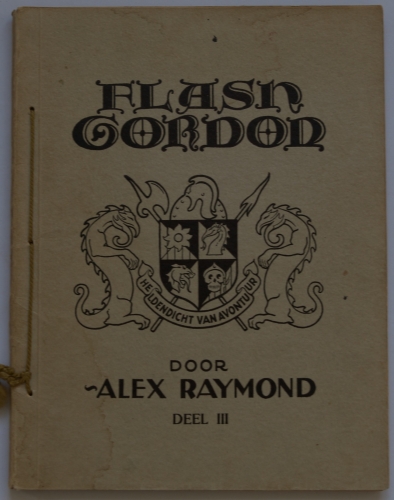 FLASH
GORDON
HELDENDICHT VAN AVONTUUR
DOOR
ALEX RAYMOND
DEEL III